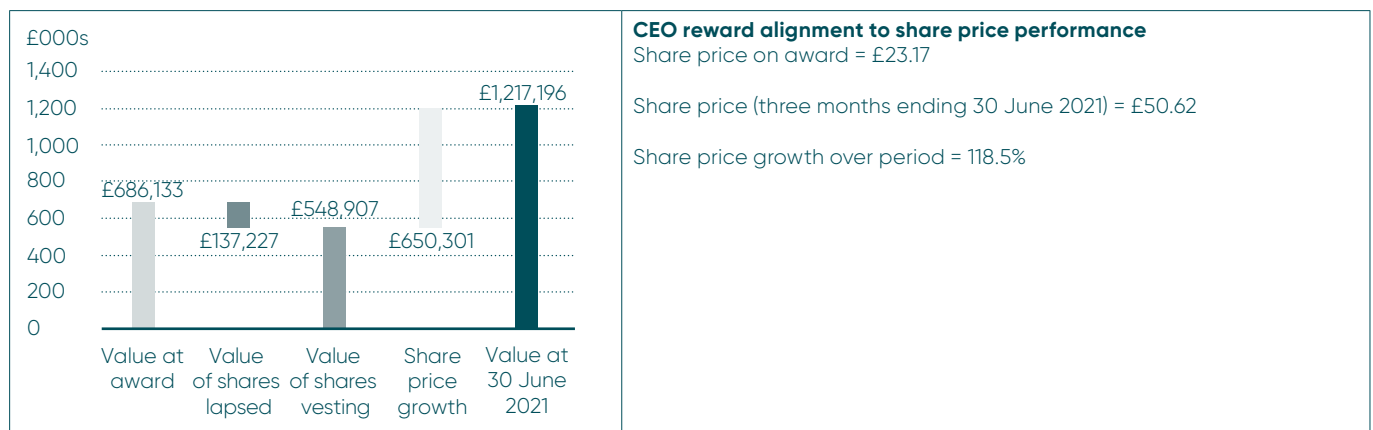 £000s
1,400
1,200
1,000
800
600
400
200
0
£686,133
£137,227
£548,907
£650,301
£1,217,196
Value at
award
Value
of shares
lapsed
Value
of shares
vesting
Share
price
growth
Value at
30 June
2021
CEO reward alignment to share price performance
Share price on award = £23.17
Share price (three months ending 30 June 2021) = £50.62
Share price growth over period = 118.5%